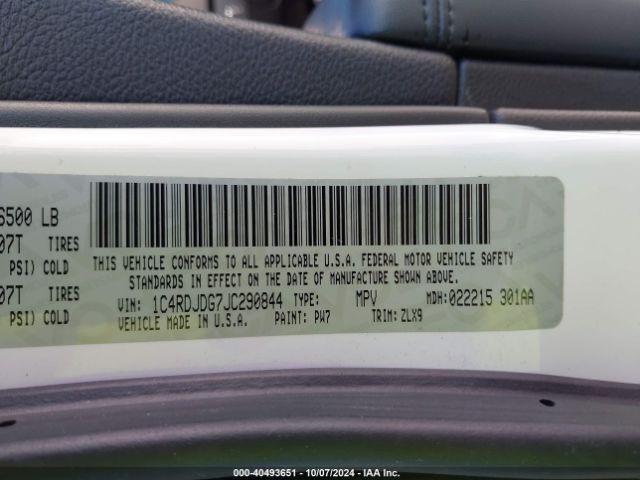 6500 LB
07T TIRES
PSI) COLD
07T TIRES
PSI) COLD
THIS VEHICLE CONFORMS TO ALL APPLICABLE U.S.A. FEDERAL MOTOR VEHICLE SAFETY
STANDARDS IN EFFECT ON THE DATE OF MANUFACTURE SHOWN ABOVE.
VIN: 1C4RDJDG7JC290844 TYPE: MPV MDH:022215 301AA
VEHICLE MADE IN U.S.A. PAINT: PW7 TRIM: ZLX9
000-40493651 - 10/07/2024 - IAA Inc.